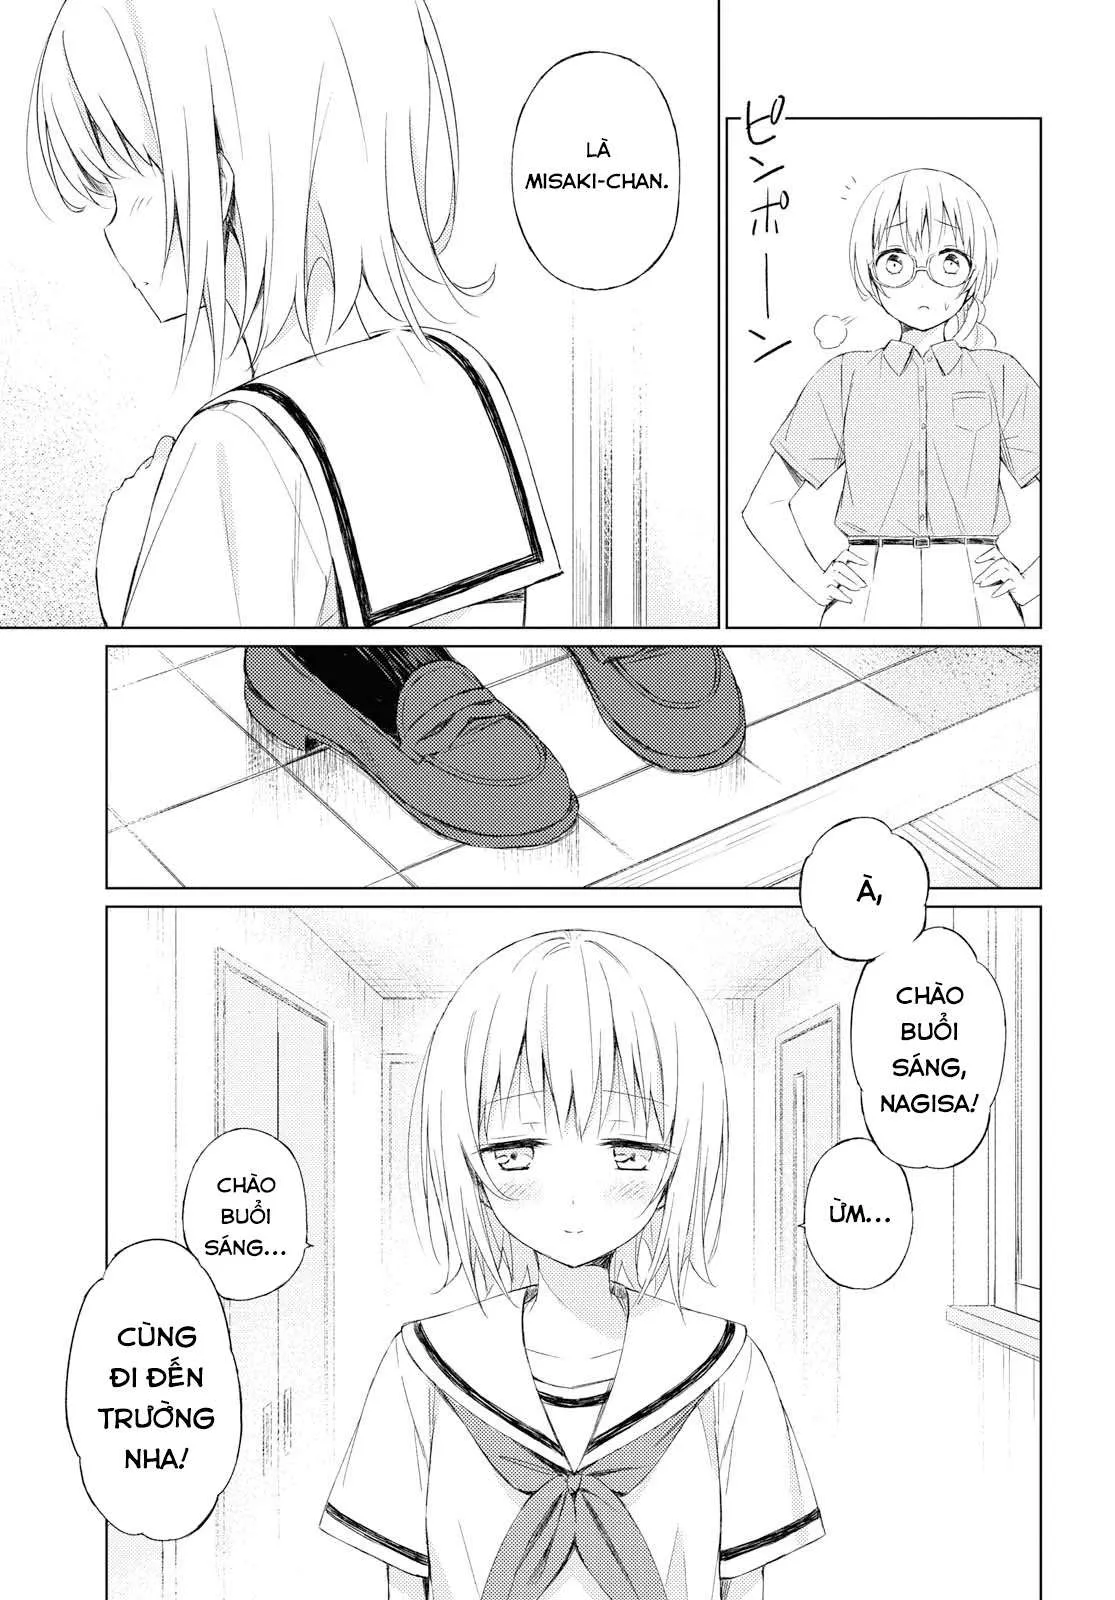 ピンポーン
LÀ
MISAKI-CHAN.
À,
CHÀO
BUỔI
SÁNG,
NAGISA!
ỪM...
CHÀO
BUỔI
SÁNG...
CÙNG
ĐI ĐẾN
TRƯỜNG
NHA!